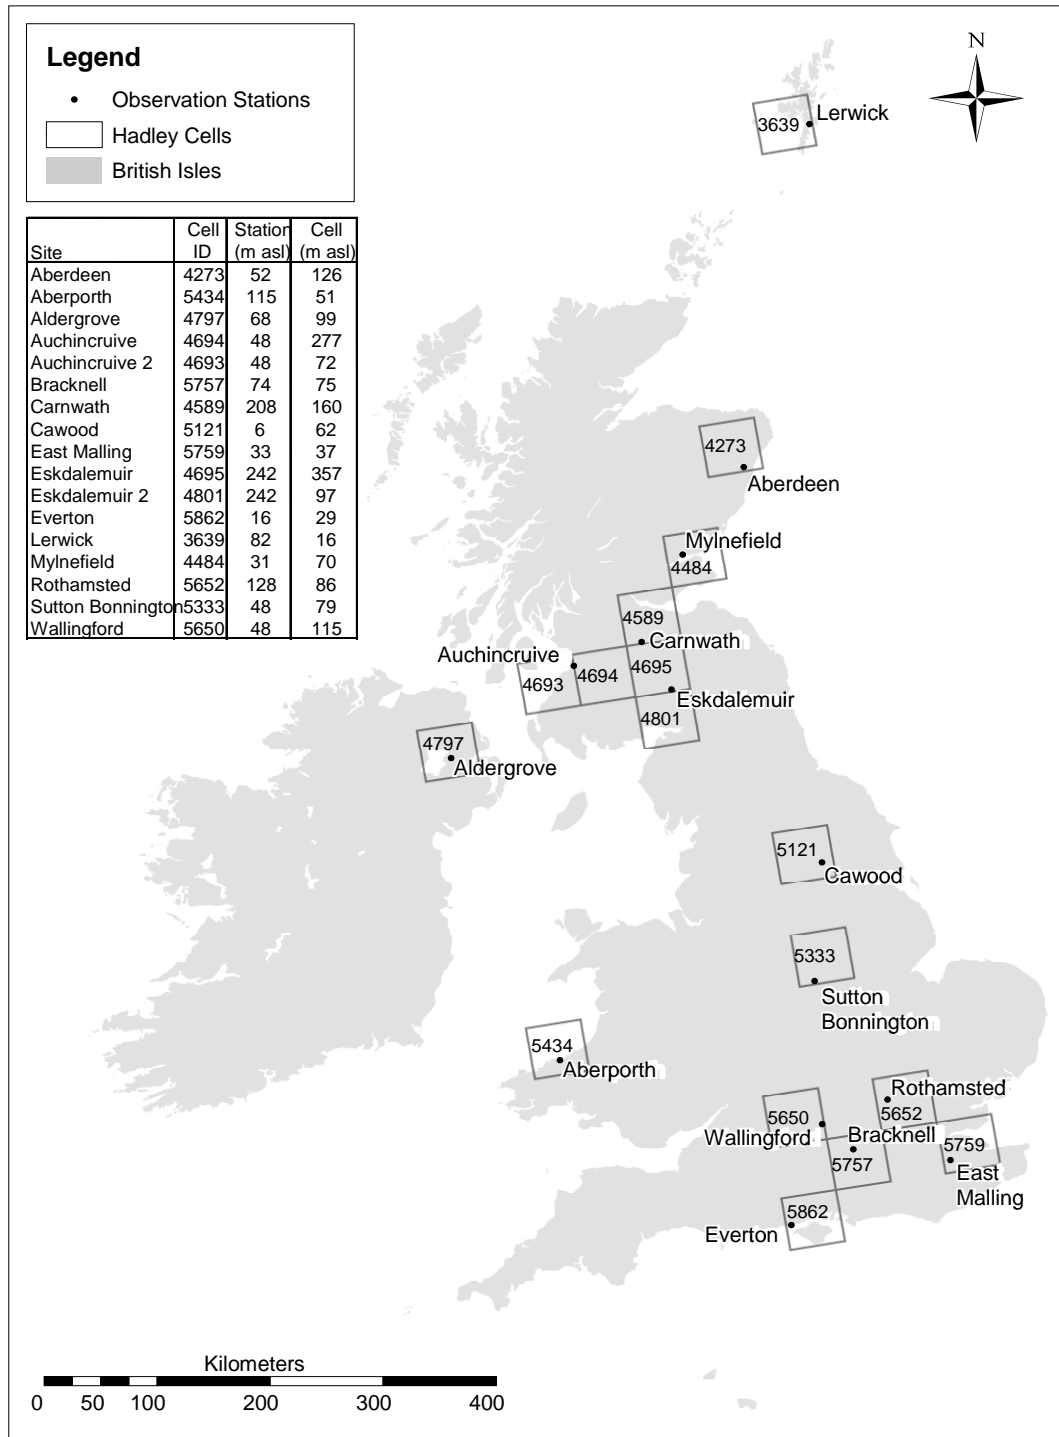 Legend
Observation Stations
Hadley Cells
British Isles
N
Site Cell ID Station (m asl) Cell (m asl)
Aberdeen 4273 52 126
Aberporth 5434 115 51
Aldergrove 4797 68 99
Auchincruive 4694 48 277
Auchincruive 2 4693 48 72
Bracknell 5757 74 75
Carnwath 4589 208 160
Cawood 5121 6 62
East Malling 5759 33 37
Eskdalemuir 4695 242 357
Eskdalemuir 2 4801 242 97
Everton 5862 16 29
Lerwick 3639 82 16
Mylnefield 4484 31 70
Rothamsted 5652 128 86
Sutton Bonnington 5333 48 79
Wallingford 5650 48 115
3639
Lerwick
4273
Aberdeen
Mylnefield
4484
4589
Carnwath
Auchincruive
4693
4694
4695
Eskdalemuir
4801
4797
Aldergrove
5121
Cawood
5333
Sutton
Bonnington
5434
Aberporth
Rothamsted
5652
5650
Wallingford
Bracknell
5757
5759
East
Malling
5862
Everton
Kilometers
0 50 100 200 300 400